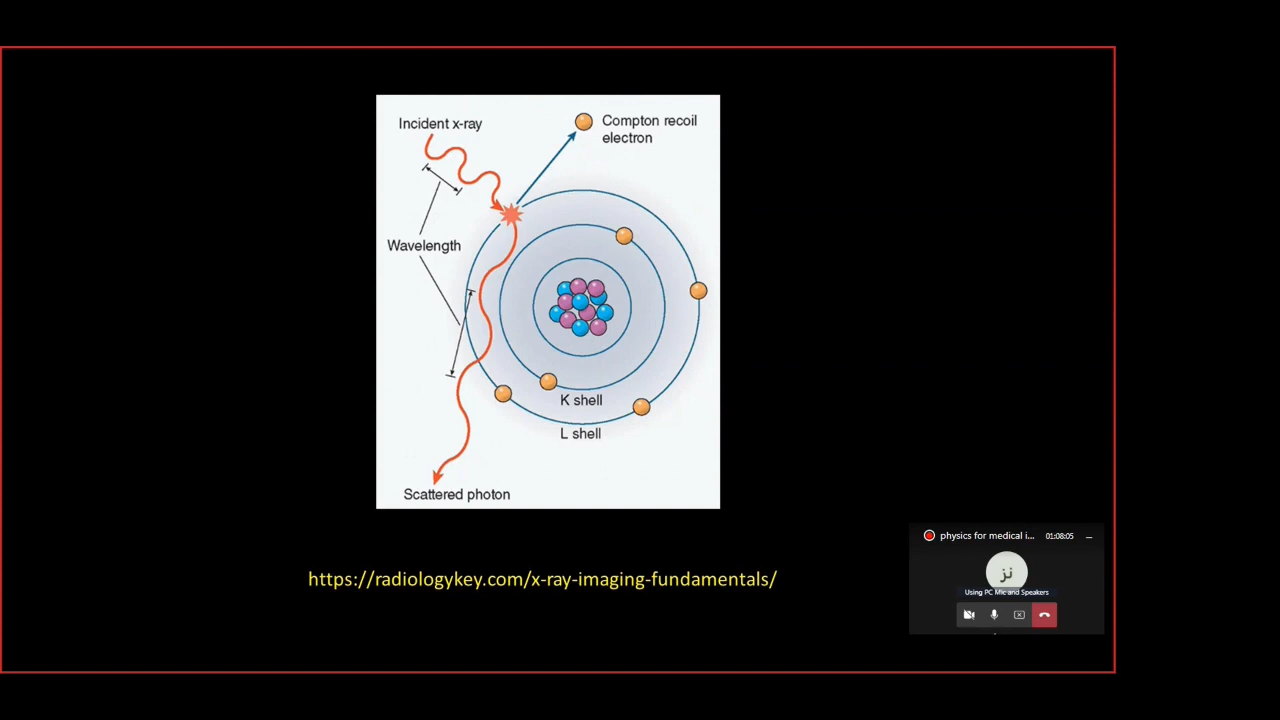 Incident x-ray
Compton recoil
electron
Wavelength
K shell
L shell
Scattered photon
https://radiologykey.com/x-ray-imaging-fundamentals/
physics for medical i... 01:08:05
نز
Using PC Mic and Speakers